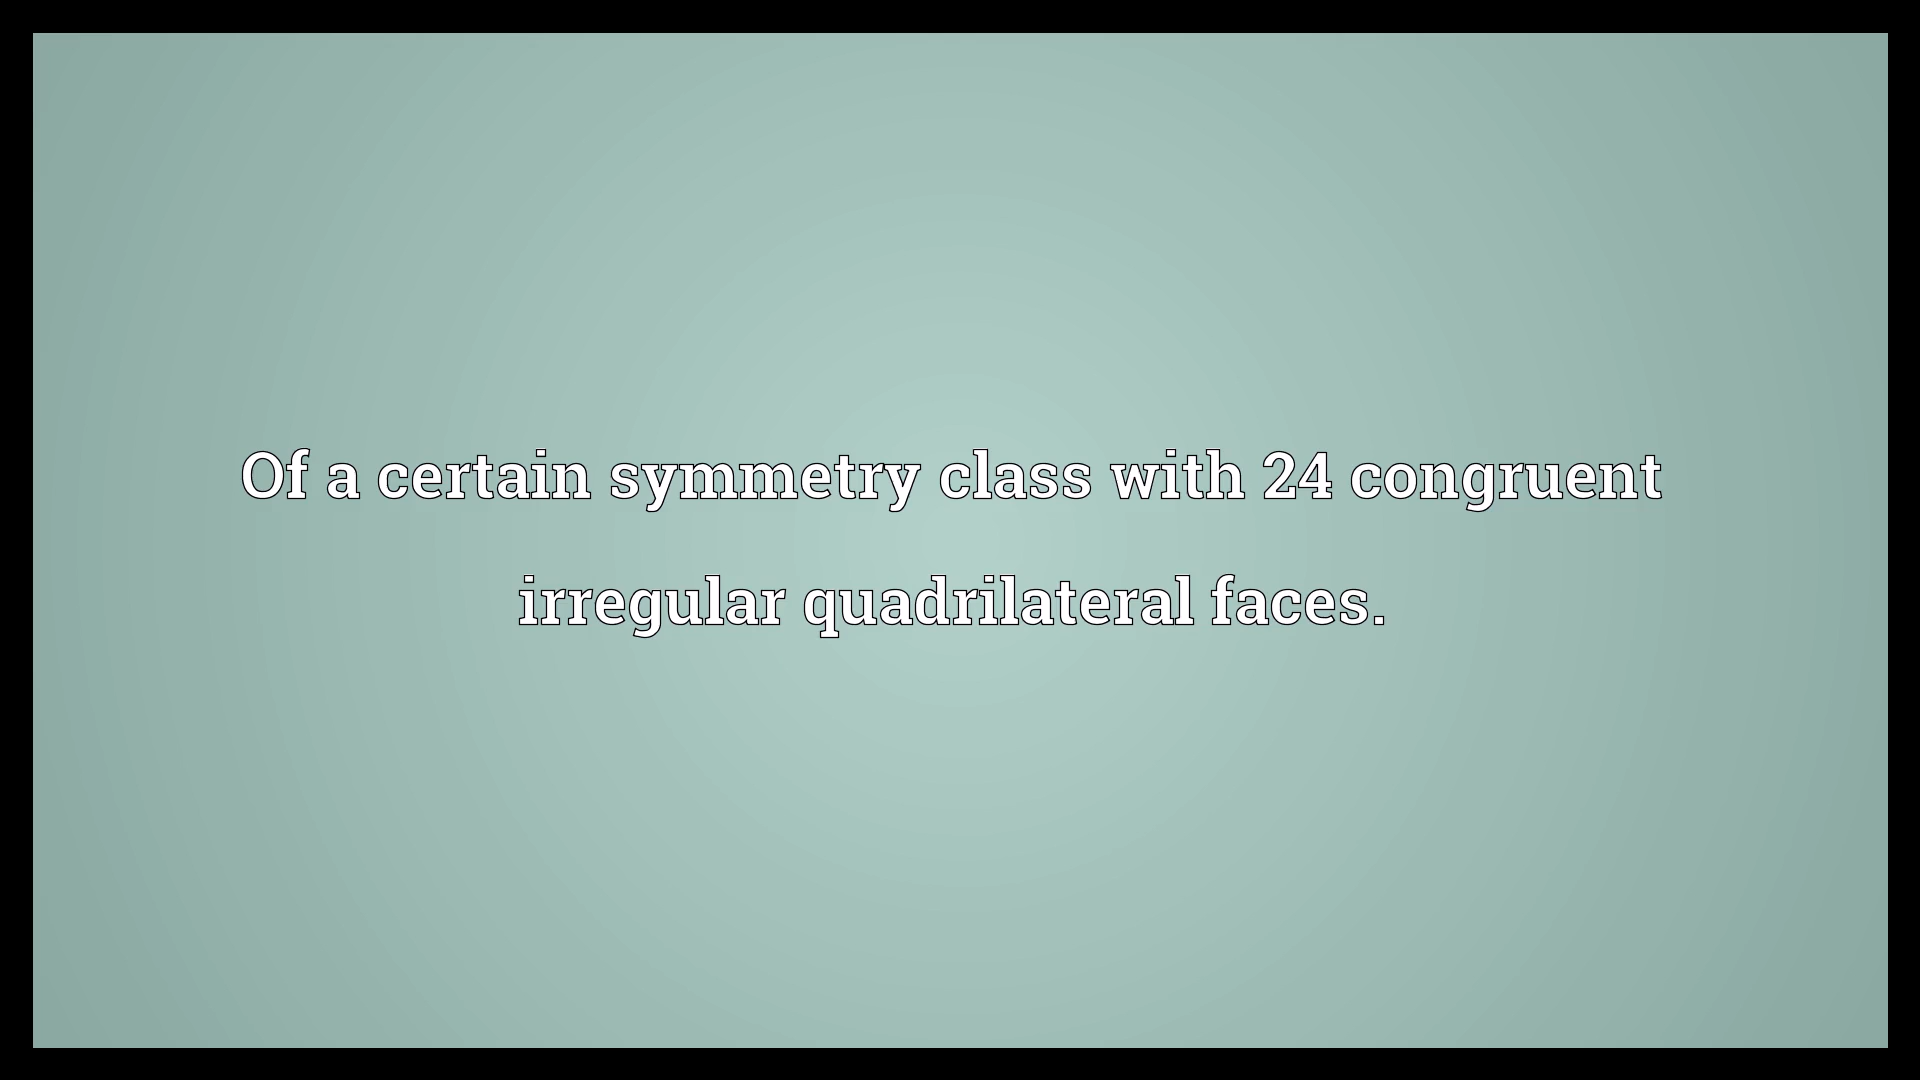 Of a certain symmetry class with 24 congruent
irregular quadrilateral faces.